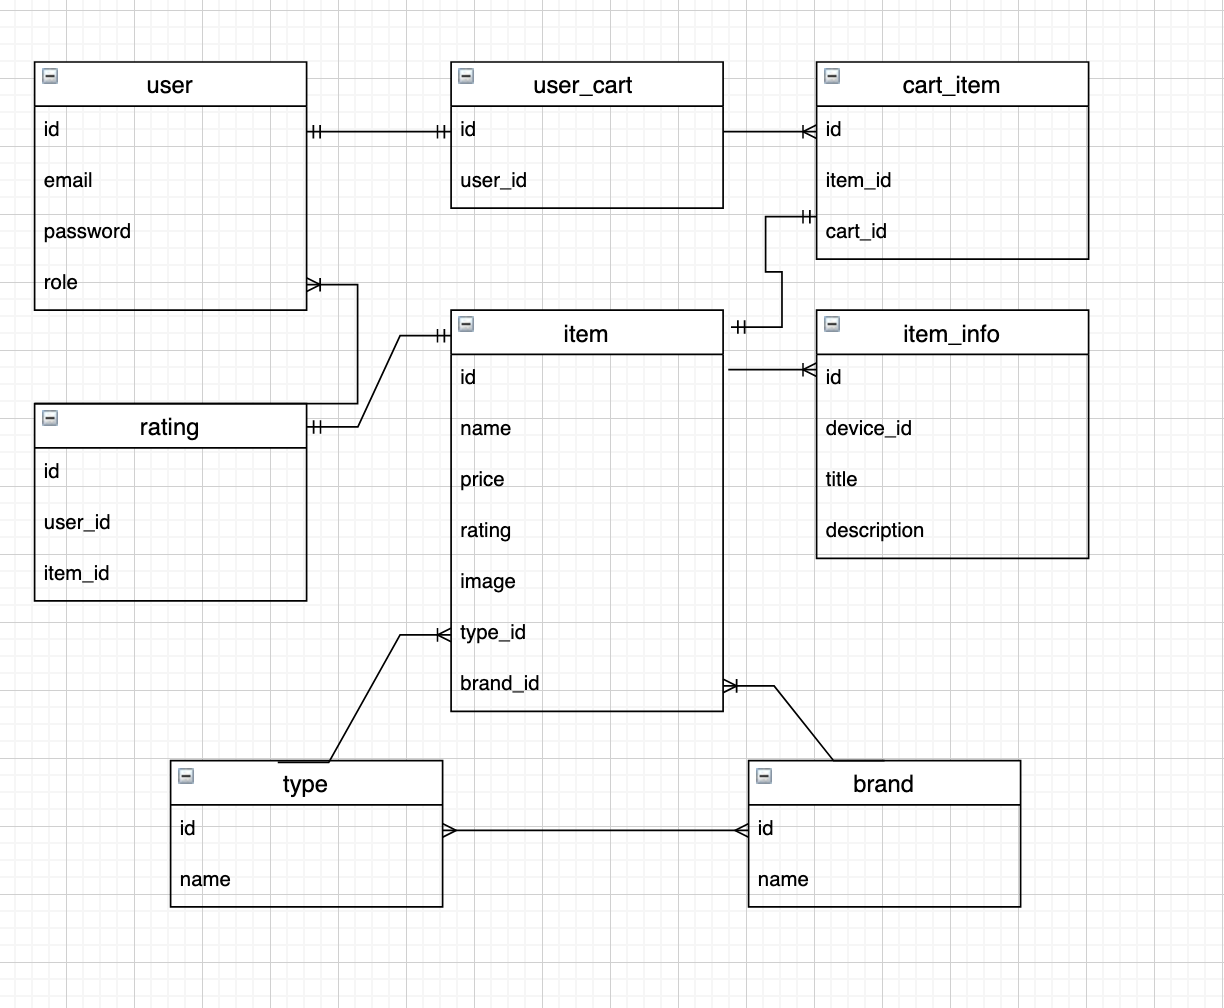 user
id
email
password
role
user_cart
id
user_id
cart_item
id
item_id
cart_id
rating
id
user_id
item_id
item
id
name
price
rating
image
type_id
brand_id
item_info
id
device_id
title
description
type
id
name
brand
id
name